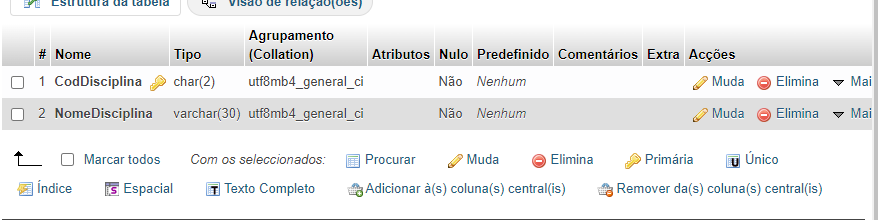 Estrutura da tabela Visão de relação(ões)
# Nome Tipo Agrupamento (Collation) Atributos Nulo Predefinido Comentários Extra Acções
1 CodDisciplina char(2) utf8mb4_general_ci Não Nenhum Muda Elimina Mai
2 NomeDisciplina varchar(30) utf8mb4_general_ci Não Nenhum Muda Elimina Mai
Marcar todos Com os seleccionados: Procurar Muda Elimina Primária Único
Índice Espacial Texto Completo Adicionar à(s) coluna(s) central(is) Remover da(s) coluna(s) central(is)